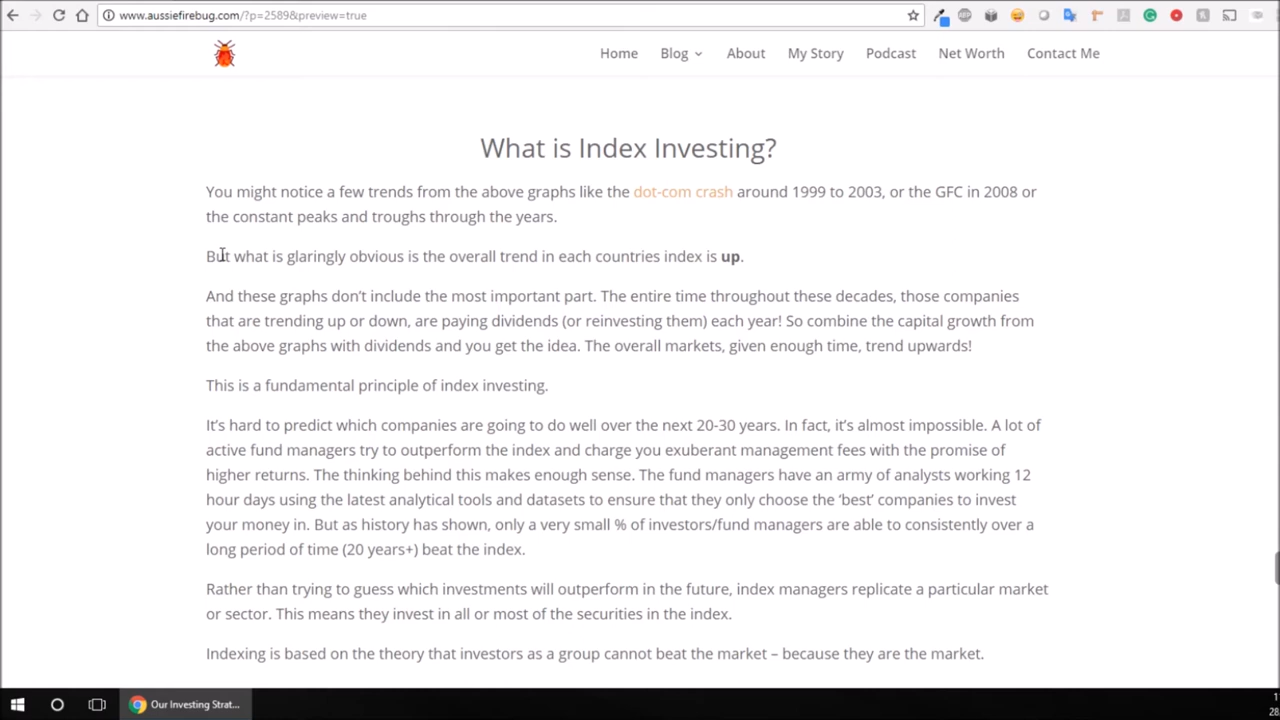 www.aussiefirebug.com/?p=2589&preview=true
Home Blog About My Story Podcast Net Worth Contact Me
What is Index Investing?
You might notice a few trends from the above graphs like the dot-com crash around 1999 to 2003, or the GFC in 2008 or
the constant peaks and troughs through the years.
But what is glaringly obvious is the overall trend in each countries index is up.
And these graphs don’t include the most important part. The entire time throughout these decades, those companies
that are trending up or down, are paying dividends (or reinvesting them) each year! So combine the capital growth from
the above graphs with dividends and you get the idea. The overall markets, given enough time, trend upwards!
This is a fundamental principle of index investing.
It’s hard to predict which companies are going to do well over the next 20-30 years. In fact, it’s almost impossible. A lot of
active fund managers try to outperform the index and charge you exuberant management fees with the promise of
higher returns. The thinking behind this makes enough sense. The fund managers have an army of analysts working 12
hour days using the latest analytical tools and datasets to ensure that they only choose the ‘best’ companies to invest
your money in. But as history has shown, only a very small % of investors/fund managers are able to consistently over a
long period of time (20 years+) beat the index.
Rather than trying to guess which investments will outperform in the future, index managers replicate a particular market
or sector. This means they invest in all or most of the securities in the index.
Indexing is based on the theory that investors as a group cannot beat the market – because they are the market.
Our Investing Strat...